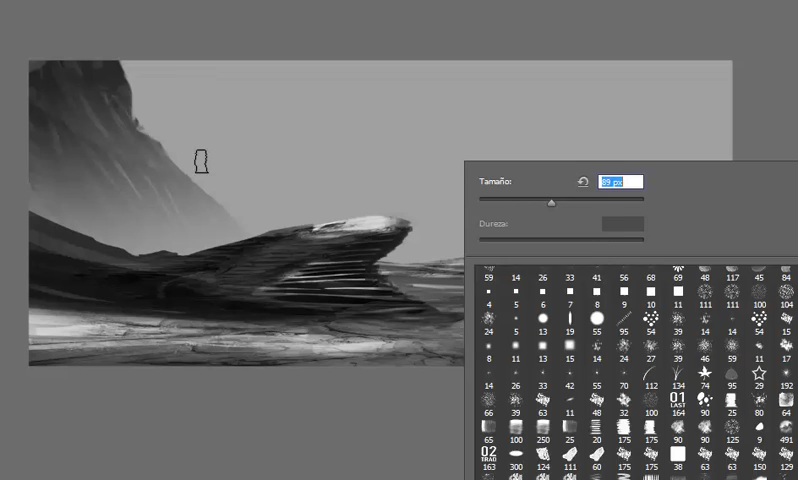 Tamaño:
89 px
Dureza:
59 14 26 33 41 56 68 69 48 117 45 84
4 5 6 7 8 9 10 11 111 111 100 104
24 5 13 19 55 95 54 39 14 14 54 15
8 11 13 15 14 24 27 39 46 59 11 17
14 26 33 42 55 70 112 134 74 95 29 192
01
LAST
66 39 63 11 48 32 100 164 90 25 80 64
65 100 250 25 20 175 175 90 90 125 9 491
02
163 300 124 111 60 175 175 38 63 63 150 129